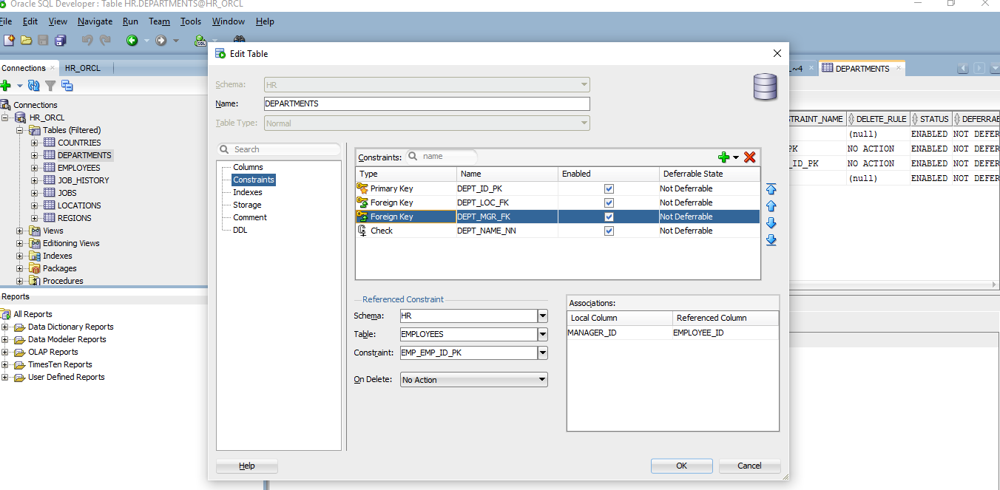 Oracle SQL Developer : Table HR.DEPARTMENTS@HR_ORCL
File Edit View Navigate Run Team Tools Window Help
SQL
Connections
HR_ORCL
Connections
HR_ORCL
Tables (Filtered)
COUNTRIES
DEPARTMENTS
EMPLOYEES
JOB_HISTORY
JOBS
LOCATIONS
REGIONS
Views
Editioning Views
Indexes
Packages
Procedures
Reports
All Reports
Data Dictionary Reports
Data Modeler Reports
OLAP Reports
TimesTen Reports
User Defined Reports
Edit Table
Schema: HR
Name: DEPARTMENTS
Table Type: Normal
Search
Columns
Constraints
Indexes
Storage
Comment
DDL
Constraints: name
Type Name Enabled Deferrable State
Primary Key DEPT_ID_PK Not Deferrable
Foreign Key DEPT_LOC_FK Not Deferrable
Foreign Key DEPT_MGR_FK Not Deferrable
Check DEPT_NAME_NN Not Deferrable
Referenced Constraint
Schema: HR
Table: EMPLOYEES
Constraint: EMP_EMP_ID_PK
On Delete: No Action
Associations:
Local Column Referenced Column
MANAGER_ID EMPLOYEE_ID
Help OK Cancel
L~4 DEPARTMENTS
TRAINT_NAME DELETE_RULE STATUS DEFERRAB
(null) ENABLED NOT DEFER
PK NO ACTION ENABLED NOT DEFER
_ID_PK NO ACTION ENABLED NOT DEFER
(null) ENABLED NOT DEFER